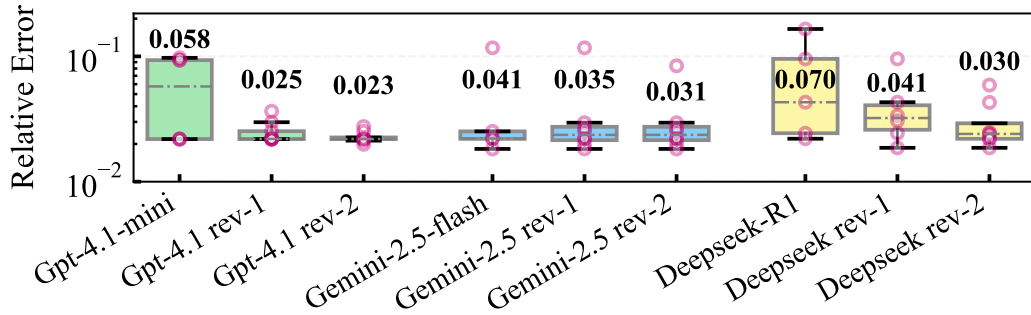 Relative Error
10⁻¹
10⁻²
0.058
0.025
0.023
0.041
0.035
0.031
0.070
0.041
0.030
Gpt-4.1-mini
Gpt-4.1 rev-1
Gpt-4.1 rev-2
Gemini-2.5-flash
Gemini-2.5 rev-1
Gemini-2.5 rev-2
Deepseek-R1
Deepseek rev-1
Deepseek rev-2